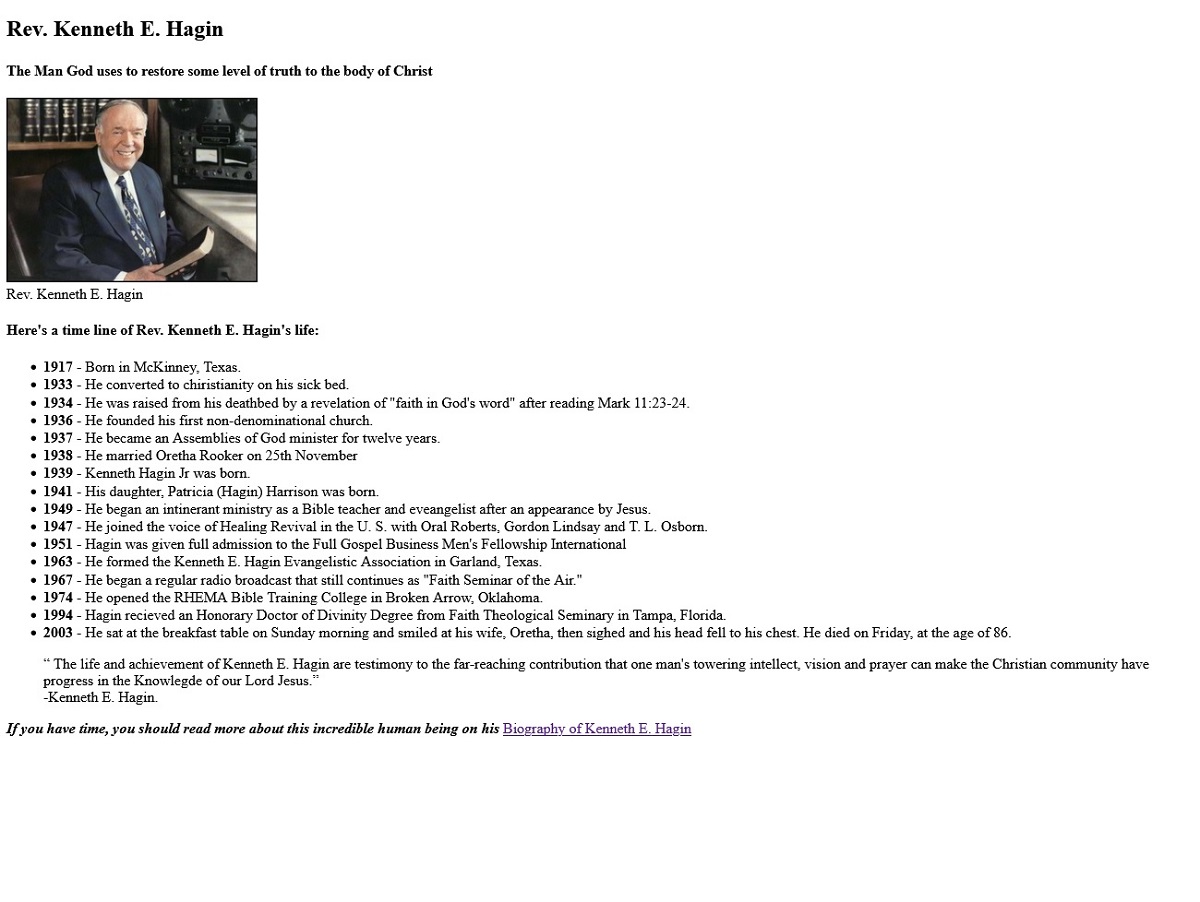 Rev. Kenneth E. Hagin
The Man God uses to restore some level of truth to the body of Christ
Rev. Kenneth E. Hagin
Here's a time line of Rev. Kenneth E. Hagin's life:
• 1917 - Born in McKinney, Texas.
• 1933 - He converted to chiristianity on his sick bed.
• 1934 - He was raised from his deathbed by a revelation of "faith in God's word" after reading Mark 11:23-24.
• 1936 - He founded his first non-denominational church.
• 1937 - He became an Assemblies of God minister for twelve years.
• 1938 - He married Oretha Rooker on 25th November
• 1939 - Kenneth Hagin Jr was born.
• 1941 - His daughter, Patricia (Hagin) Harrison was born.
• 1949 - He began an intinerant ministry as a Bible teacher and eveangelist after an appearance by Jesus.
• 1947 - He joined the voice of Healing Revival in the U. S. with Oral Roberts, Gordon Lindsay and T. L. Osborn.
• 1951 - Hagin was given full admission to the Full Gospel Business Men's Fellowship International
• 1963 - He formed the Kenneth E. Hagin Evangelistic Association in Garland, Texas.
• 1967 - He began a regular radio broadcast that still continues as "Faith Seminar of the Air."
• 1974 - He opened the RHEMA Bible Training College in Broken Arrow, Oklahoma.
• 1994 - Hagin recieved an Honorary Doctor of Divinity Degree from Faith Theological Seminary in Tampa, Florida.
• 2003 - He sat at the breakfast table on Sunday morning and smiled at his wife, Oretha, then sighed and his head fell to his chest. He died on Friday, at the age of 86.
“ The life and achievement of Kenneth E. Hagin are testimony to the far-reaching contribution that one man's towering intellect, vision and prayer can make the Christian community have
progress in the Knowlegde of our Lord Jesus.”
-Kenneth E. Hagin.
If you have time, you should read more about this incredible human being on his Biography of Kenneth E. Hagin